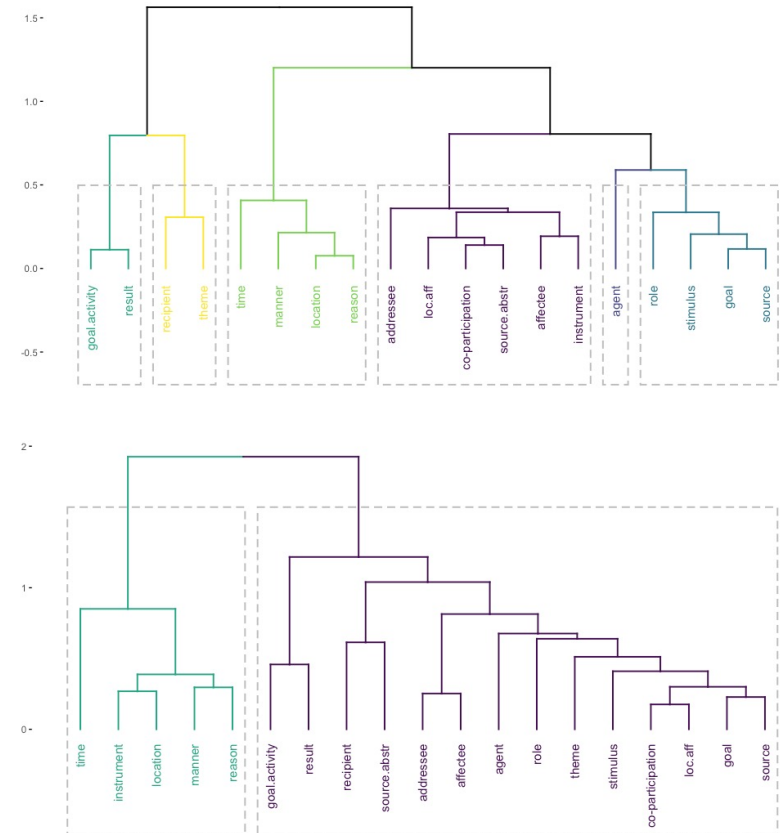 1.5
1.0
0.5
0.0
-0.5
goal.activity
result
recipient
theme
time
manner
location
reason
addressee
loc.aff
co-participation
source.abstr
affectee
instrument
agent
role
stimulus
goal
source
2
1
0
time
instrument
location
manner
reason
goal.activity
result
recipient
source.abstr
addressee
affectee
agent
role
theme
stimulus
co-participation
loc.aff
goal
source